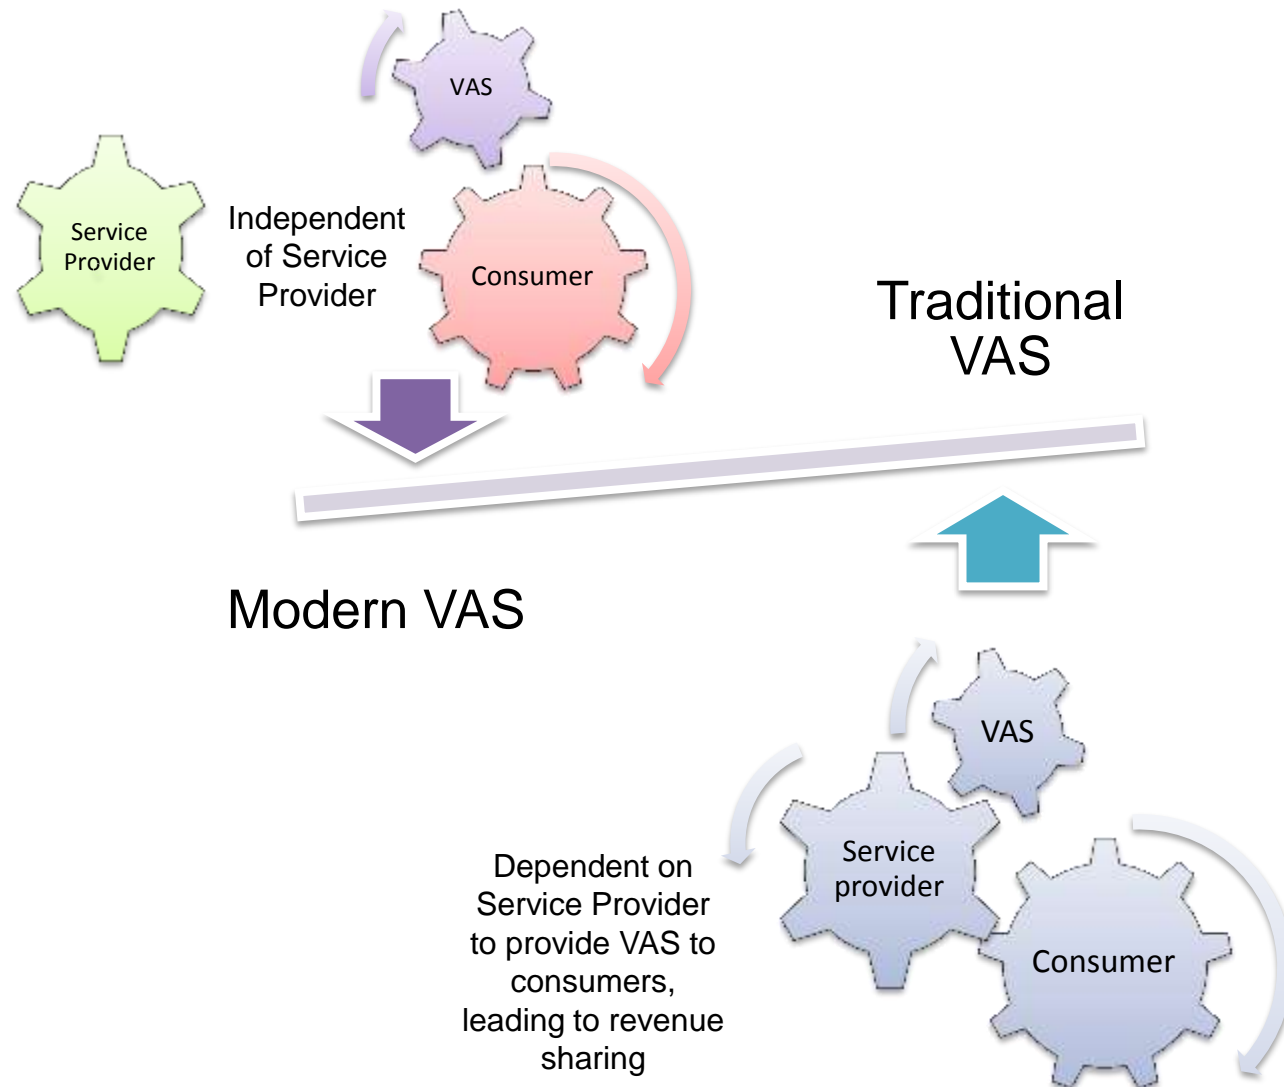 VAS
Service
Provider
Independent
of Service
Provider
Consumer
Traditional
VAS
Modern VAS
VAS
Service
provider
Dependent on
Service Provider
to provide VAS to
consumers,
leading to revenue
sharing
Consumer